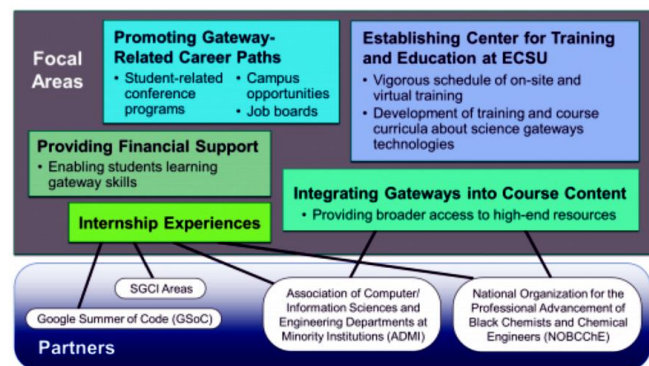 Focal
Areas
Promoting Gateway-
Related Career Paths
• Student-related
conference
programs
• Campus
opportunities
• Job boards
Establishing Center for Training
and Education at ECSU
• Vigorous schedule of on-site and
virtual training
• Development of training and course
curricula about science gateways
technologies
Providing Financial Support
• Enabling students learning
gateway skills
Integrating Gateways into Course Content
• Providing broader access to high-end resources
Internship Experiences
SGCI Areas
Google Summer of Code (GSoC)
Association of Computer/
Information Sciences and
Engineering Departments at
Minority Institutions (ADMI)
National Organization for the
Professional Advancement of
Black Chemists and Chemical
Engineers (NOBCChE)
Partners